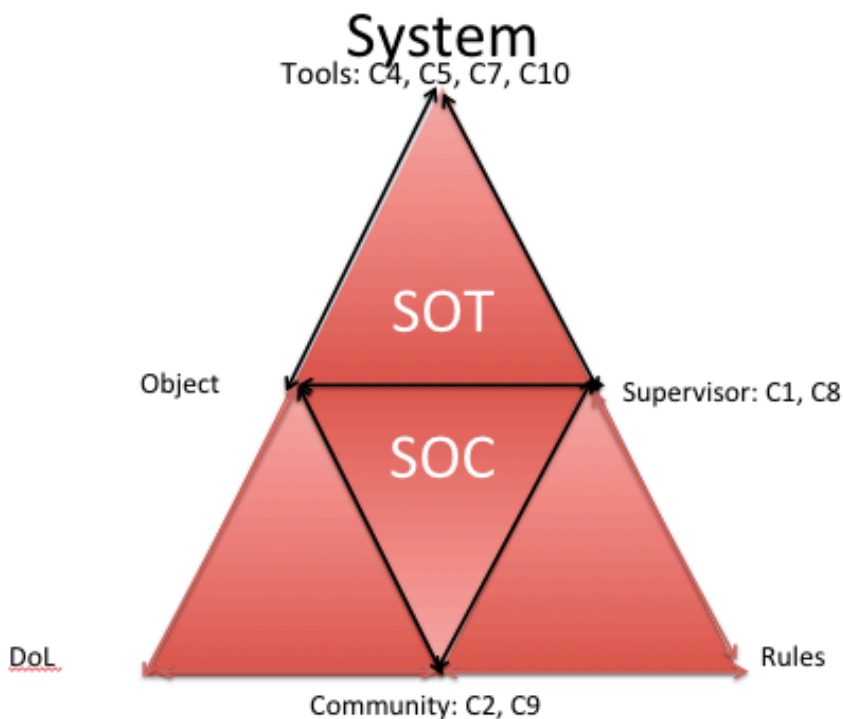 System
Tools: C4, C5, C7, C10
SOT
Object
Supervisor: C1, C8
SOC
DoL
Rules
Community: C2, C9